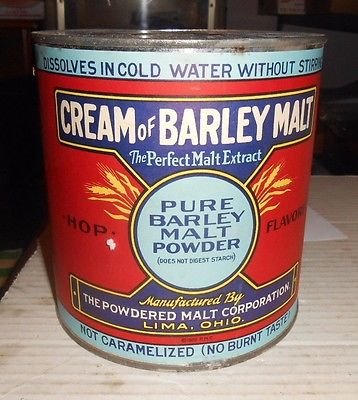 DISSOLVES IN COLD WATER WITHOUT STIRRING
CREAM OF BARLEY MALT
The Perfect Malt Extract
PURE
BARLEY
MALT
POWDER
(DOES NOT DIGEST STARCH)
HOP FLAVOR
Manufactured By
THE POWDERED MALT CORPORATION
LIMA, OHIO.
NOT CARAMELIZED (NO BURNT TASTE)